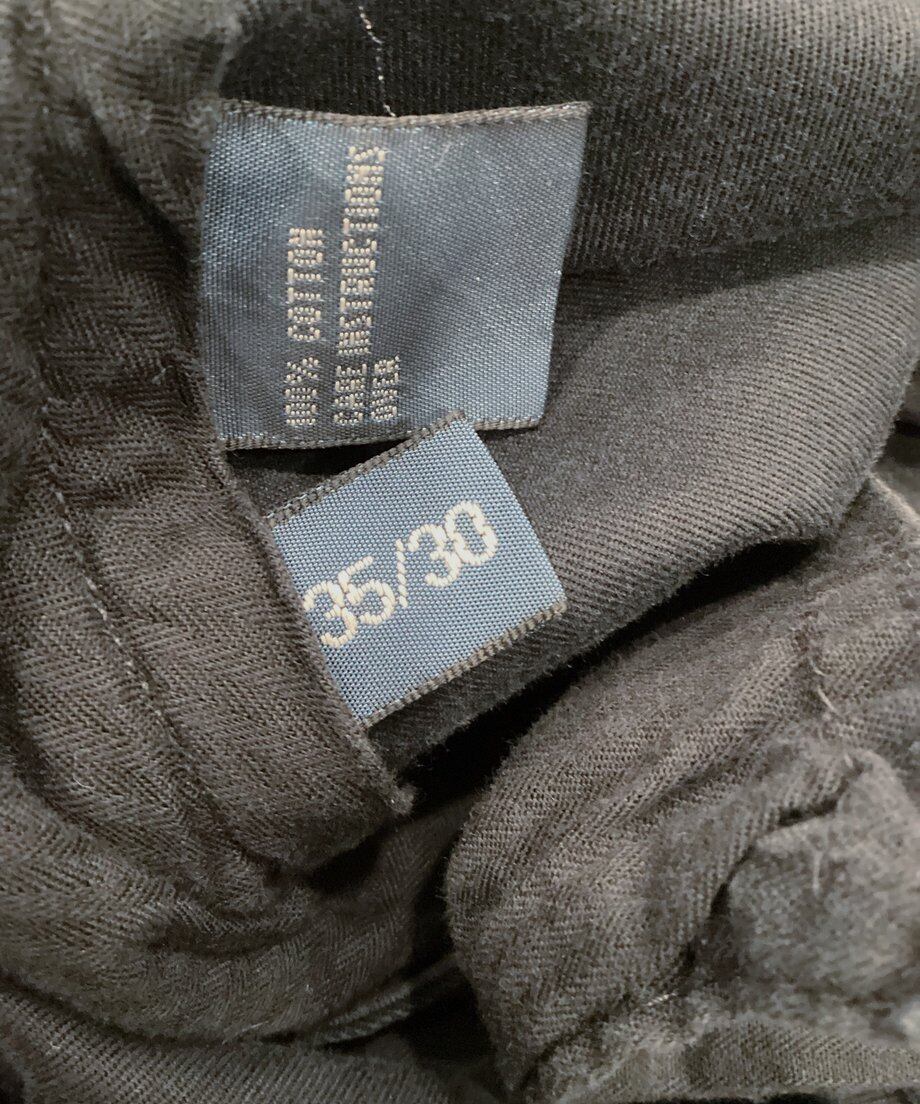 100% COTTON
CARE INSTRUCTIONS
OVER
35/30